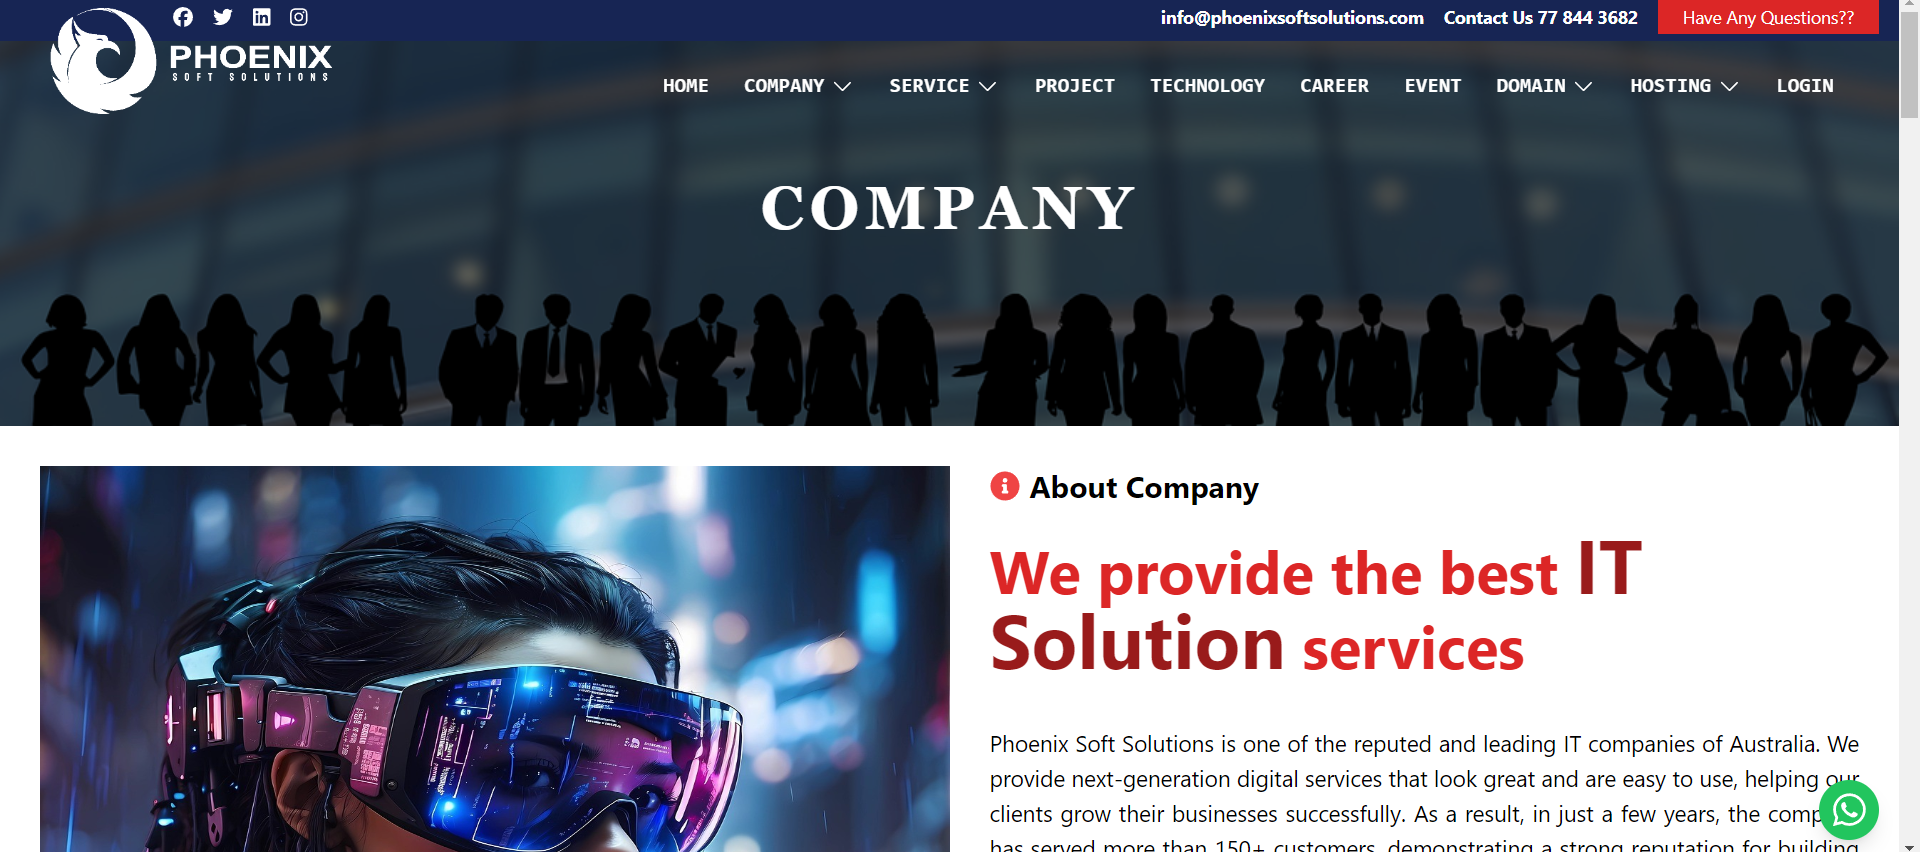 info@phoenixsoftsolutions.com Contact Us 77 844 3682 Have Any Questions??
PHOENIX
SOFT SOLUTIONS
HOME COMPANY SERVICE PROJECT TECHNOLOGY CAREER EVENT DOMAIN HOSTING LOGIN
COMPANY
About Company
We provide the best IT
Solution services
Phoenix Soft Solutions is one of the reputed and leading IT companies of Australia. We
provide next-generation digital services that look great and are easy to use, helping our
clients grow their businesses successfully. As a result, in just a few years, the comp
has served more than 150+ customers, demonstrating a strong reputation for building